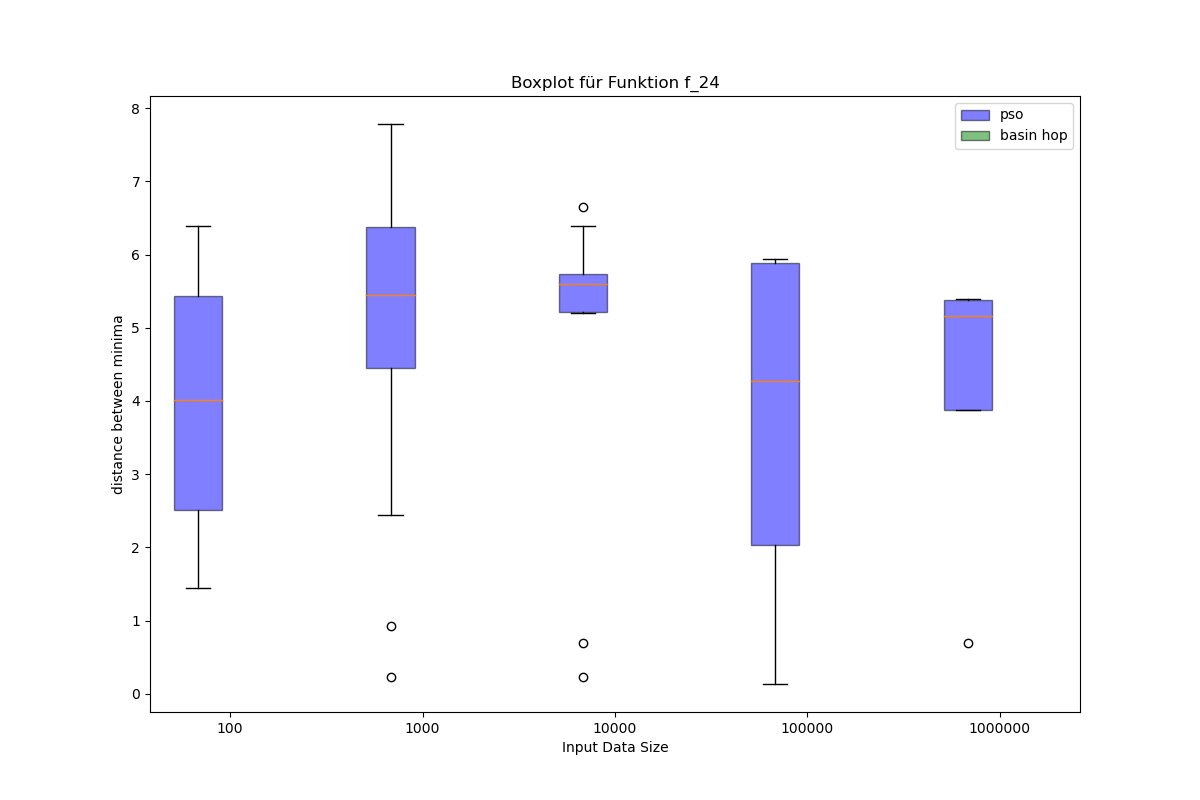 Boxplot für Funktion f_24
pso
basin hop
distance between minima
8
7
6
5
4
3
2
1
0
100
1000
10000
100000
1000000
Input Data Size